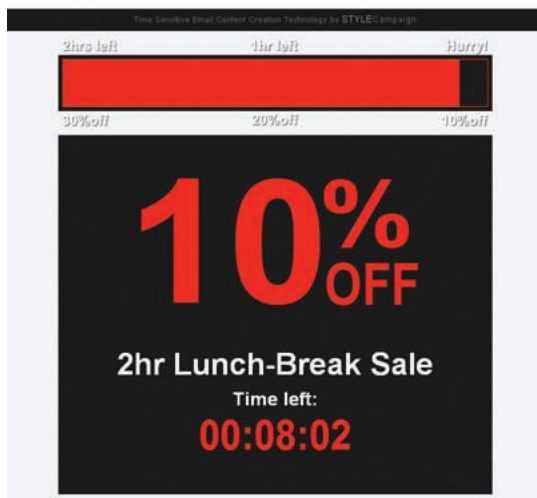 Time Sensitive Email Content Creation Technology by STYLECampaign
2hrs left 1hr left Hurry!
30%off 20%off 10%off
10%
OFF
2hr Lunch-Break Sale
Time left:
00:08:02